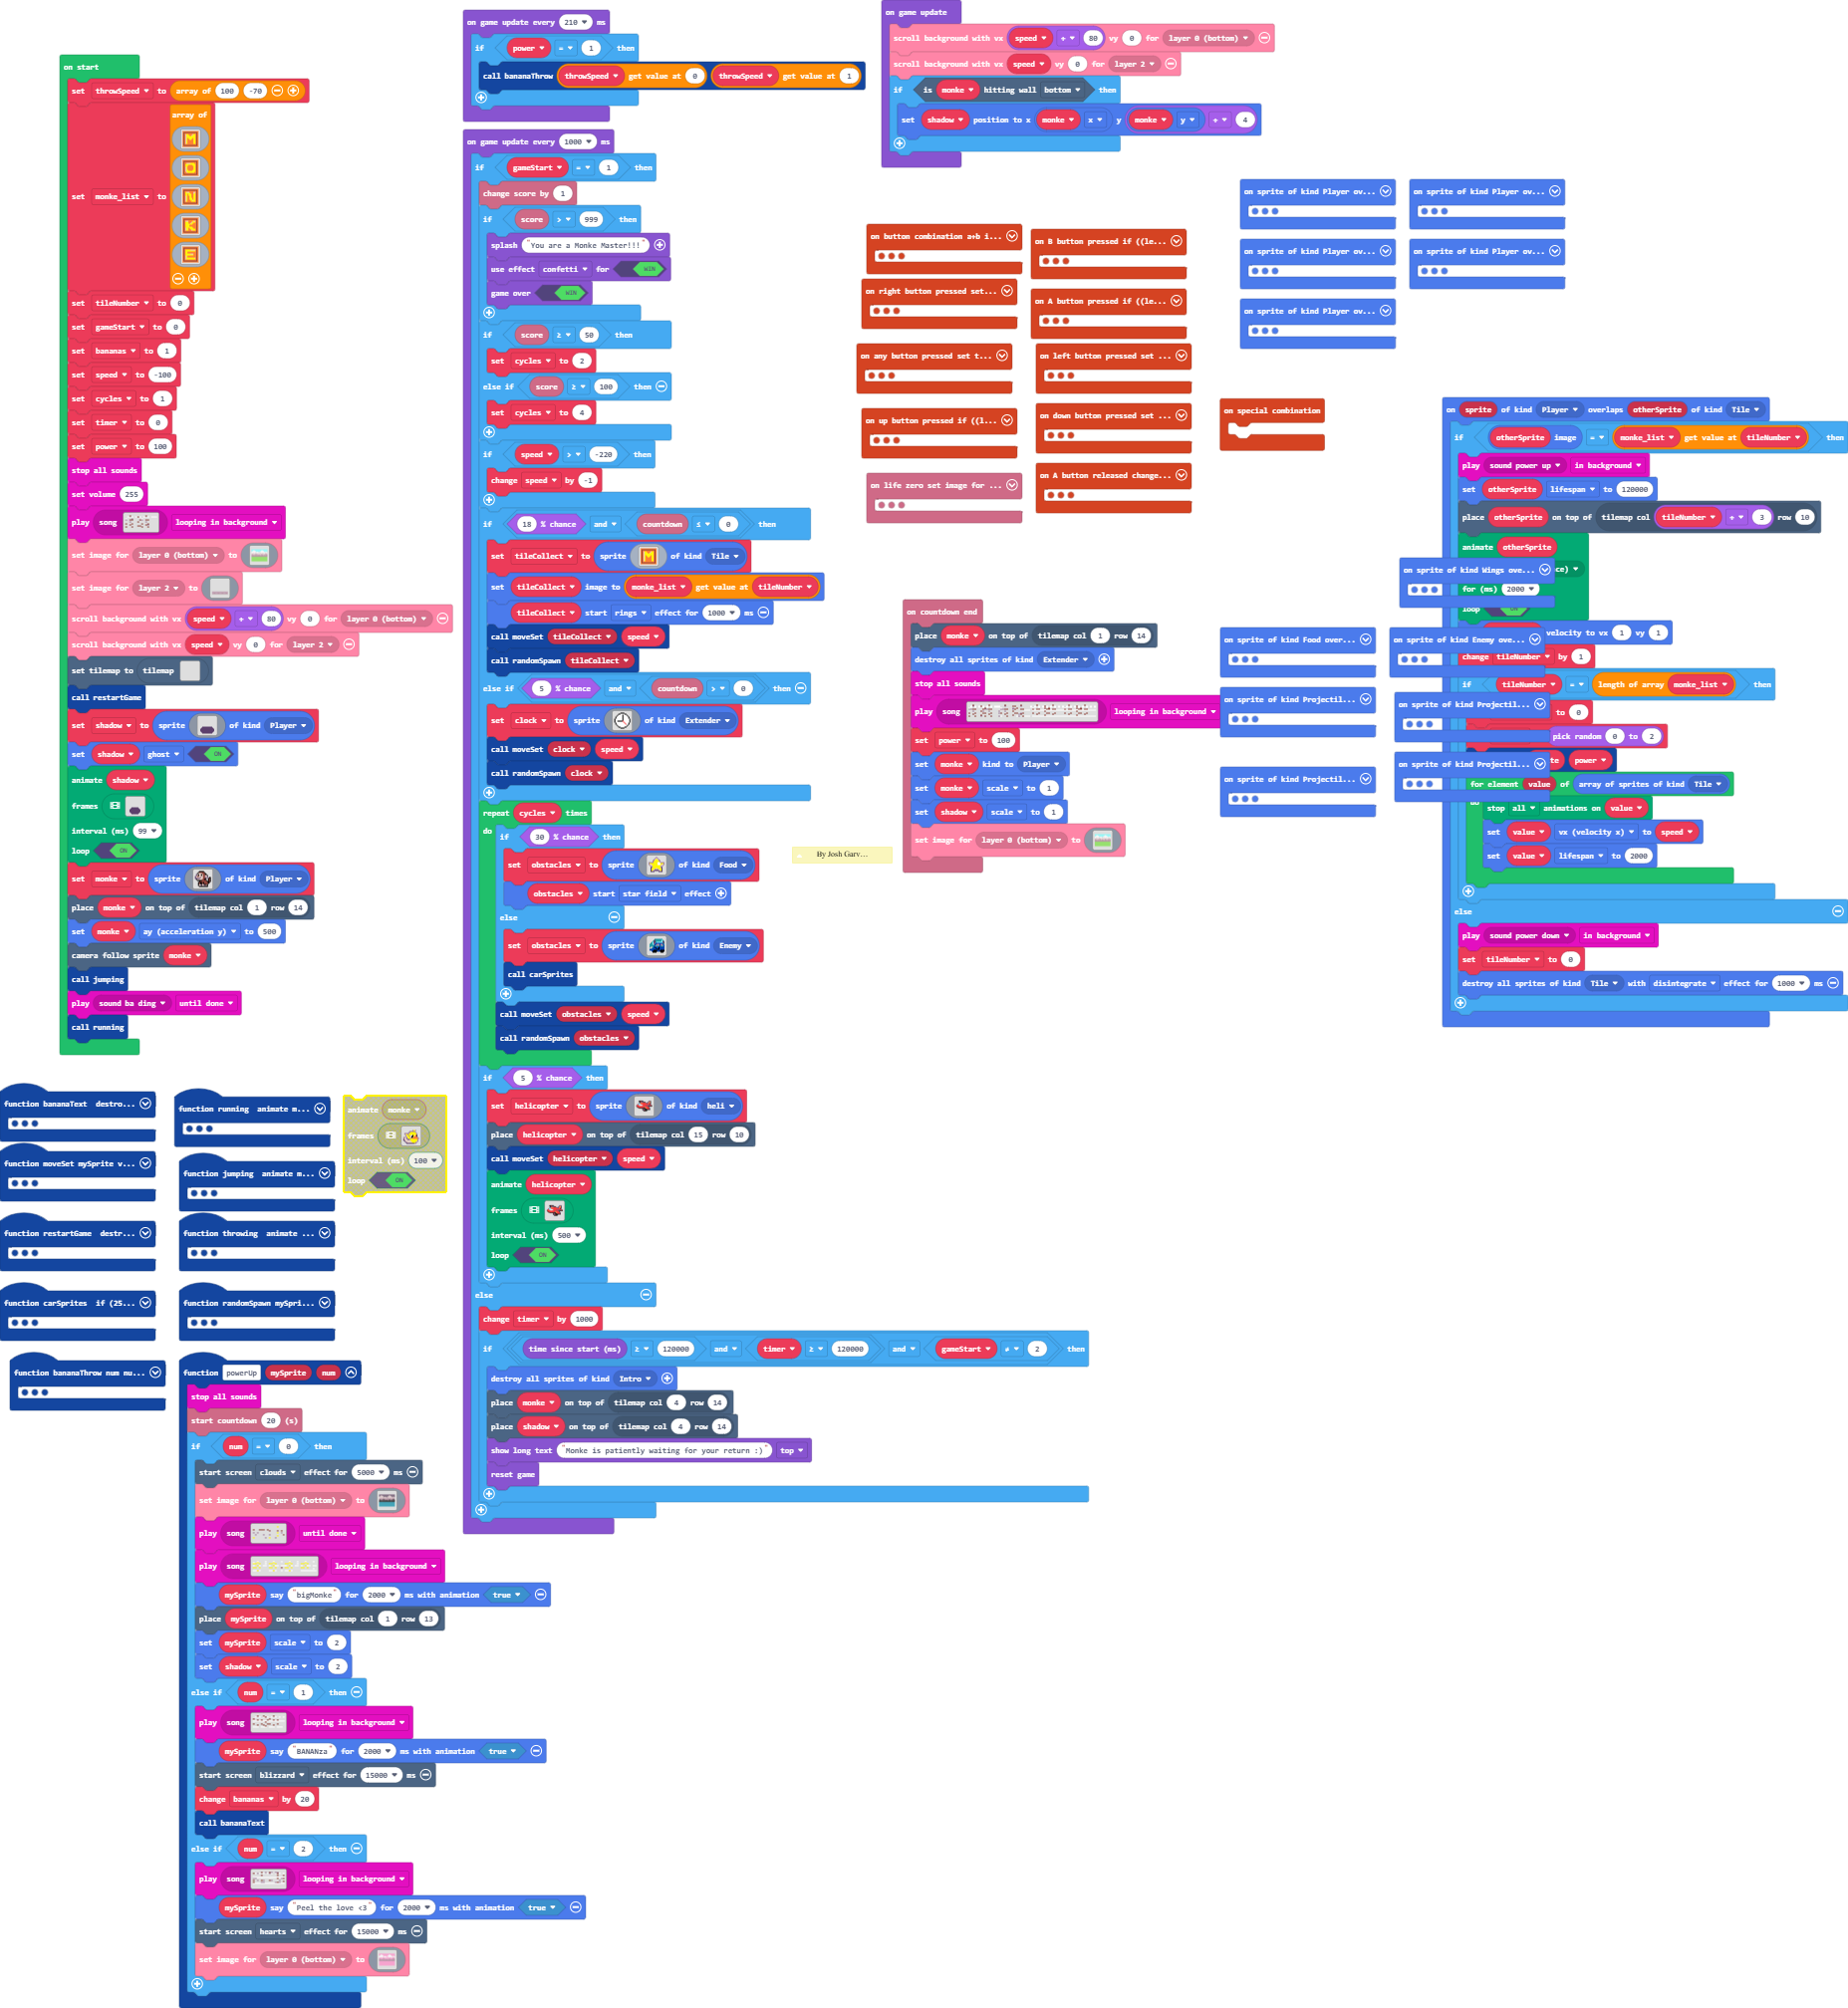 on start
set throwSpeed to array of 100 -70
set monke_list to array of
M
O
N
K
E
set tileNumber to 0
set gameStart to 0
set bananas to 1
set speed to -100
set cycles to 1
set timer to 0
set power to 100
stop all sounds
set volume 255
play song looping in background
set image for layer 0 (bottom) to
set image for layer 2 to
scroll background with vx speed + 80 vy 0 for layer 0 (bottom)
scroll background with vx speed vy 0 for layer 2
set tilemap to tilemap
call restartGame
set shadow to sprite of kind Player
set shadow ghost ON
animate shadow
frames
interval (ms) 99
loop ON
set monke to sprite of kind Player
place monke on top of tilemap col 1 row 14
set monke ay (acceleration y) to 500
camera follow sprite monke
call jumping
play sound ba ding until done
call running
function bananaText destro...
function running animate m...
function moveSet mySprite v...
function jumping animate m...
function restartGame destr...
function throwing animate ...
function carSprites if (25...
function randomSpawn mySpri...
function bananaThrow num nu...
animate monke
frames
interval (ms) 100
loop ON
function powerUp mySprite num
stop all sounds
start countdown 20 (s)
if num = 0 then
start screen clouds effect for 5000 ms
set image for layer 0 (bottom) to
play song until done
play song looping in background
mySprite say "bigMonke" for 2000 ms with animation true
place mySprite on top of tilemap col 1 row 13
set mySprite scale to 2
set shadow scale to 2
else if num = 1 then
play song looping in background
mySprite say "BANANza" for 2000 ms with animation true
start screen blizzard effect for 15000 ms
change bananas by 20
call bananaText
else if num = 2 then
play song looping in background
mySprite say "Peel the love <3" for 2000 ms with animation true
start screen hearts effect for 15000 ms
set image for layer 0 (bottom) to
on game update every 210 ms
if power = 1 then
call bananaThrow throwSpeed get value at 0 throwSpeed get value at 1
on game update every 1000 ms
if gameStart = 1 then
change score by 1
if score > 999 then
splash "You are a Monke Master!!!"
use effect confetti for WIN
game over WIN
if score ≥ 50 then
set cycles to 2
else if score ≥ 100 then
set cycles to 4
if speed > -220 then
change speed by -1
if 18 % chance and countdown ≤ 0 then
set tileCollect to sprite M of kind Tile
set tileCollect image to monke_list get value at tileNumber
tileCollect start rings effect for 1000 ms
call moveSet tileCollect speed
call randomSpawn tileCollect
else if 5 % chance and countdown > 0 then
set clock to sprite of kind Extender
call moveSet clock speed
call randomSpawn clock
repeat cycles times
do if 30 % chance then
set obstacles to sprite of kind Food
obstacles start star field effect
else
set obstacles to sprite of kind Enemy
call carSprites
call moveSet obstacles speed
call randomSpawn obstacles
if 5 % chance then
set helicopter to sprite of kind heli
place helicopter on top of tilemap col 15 row 10
call moveSet helicopter speed
animate helicopter
frames
interval (ms) 500
loop ON
else
change timer by 1000
if time since start (ms) ≥ 120000 and timer ≥ 120000 and gameStart ≠ 2 then
destroy all sprites of kind Intro
place monke on top of tilemap col 4 row 14
place shadow on top of tilemap col 4 row 14
show long text "Monke is patiently waiting for your return :)" top
reset game
on game update
scroll background with vx speed + 80 vy 0 for layer 0 (bottom)
scroll background with vx speed vy 0 for layer 2
if is monke hitting wall bottom then
set shadow position to x monke x y monke y + 4
on button combination a+b i...
on B button pressed if ((le...
on right button pressed set...
on A button pressed if ((le...
on any button pressed set t...
on left button pressed set ...
on up button pressed if ((l...
on down button pressed set ...
on life zero set image for ...
on A button released change...
on special combination
on sprite of kind Player ov...
on sprite of kind Player ov...
on sprite of kind Player ov...
on sprite of kind Player ov...
on sprite of kind Player ov...
on countdown end
place monke on top of tilemap col 1 row 14
destroy all sprites of kind Extender
stop all sounds
play song looping in background
set power to 100
set monke kind to Player
set monke scale to 1
set shadow scale to 1
set image for layer 0 (bottom) to
By Josh Garv...
on sprite of kind Food over...
on sprite of kind Projectil...
on sprite of kind Projectil...
on sprite of kind Wings ove...
on sprite of kind Enemy ove...
on sprite of kind Projectil...
on sprite of kind Projectil...
on sprite of kind Player overlaps otherSprite of kind Tile
if otherSprite image = monke_list get value at tileNumber then
play sound power up in background
set otherSprite lifespan to 120000
place otherSprite on top of tilemap col tileNumber + 3 row 10
animate otherSprite
ce)
for (ms) 2000
loop
velocity to vx 1 vy 1
change tileNumber by 1
if tileNumber = length of array monke_list then
to 0
pick random 0 to 2
power
for element value of array of sprites of kind Tile
do stop all animations on value
set value vx (velocity x) to speed
set value lifespan to 2000
else
play sound power down in background
set tileNumber to 0
destroy all sprites of kind Tile with disintegrate effect for 1000 ms